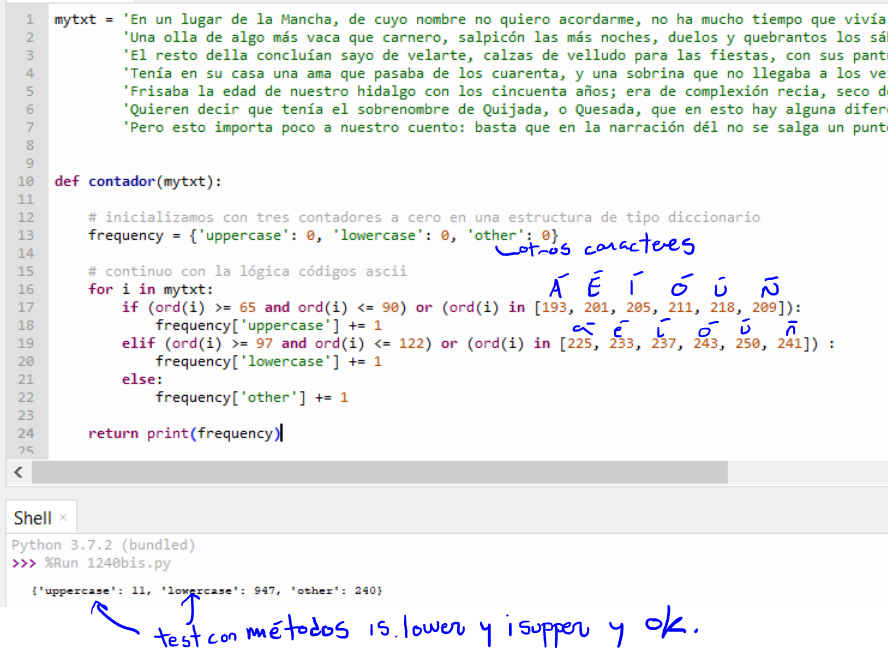 1 mytxt = 'En un lugar de la Mancha, de cuyo nombre no quiero acordarme, no ha mucho tiempo que vivía
2 'Una olla de algo más vaca que carnero, salpicón las más noches, duelos y quebrantos los sá
3 'El resto della concluían sayo de velarte, calzas de velludo para las fiestas, con sus pant
4 'Tenía en su casa una ama que pasaba de los cuarenta, y una sobrina que no llegaba a los ve
5 'Frisaba la edad de nuestro hidalgo con los cincuenta años; era de complexión recia, seco d
6 'Quieren decir que tenía el sobrenombre de Quijada, o Quesada, que en esto hay alguna difer
7 'Pero esto importa poco a nuestro cuento: basta que en la narración dél no se salga un punt
8
9
10 def contador(mytxt):
11
12 # inicializamos con tres contadores a cero en una estructura de tipo diccionario
13 frequency = {'uppercase': 0, 'lowercase': 0, 'other': 0}
otros caracteres
14
15 # continuo con la lógica códigos ascii
Á É Í Ó Ú Ñ
16 for i in mytxt:
17 if (ord(i) >= 65 and ord(i) <= 90) or (ord(i) in [193, 201, 205, 211, 218, 209]):
18 frequency['uppercase'] += 1
á é í ó ú ñ
19 elif (ord(i) >= 97 and ord(i) <= 122) or (ord(i) in [225, 233, 237, 243, 250, 241]) :
20 frequency['lowercase'] += 1
21 else:
22 frequency['other'] += 1
23
24 return print(frequency)
25
Shell ×
Python 3.7.2 (bundled)
>>> %Run 1240bis.py
{'uppercase': 11, 'lowercase': 947, 'other': 240}
test con métodos is.lower y isupper y ok.